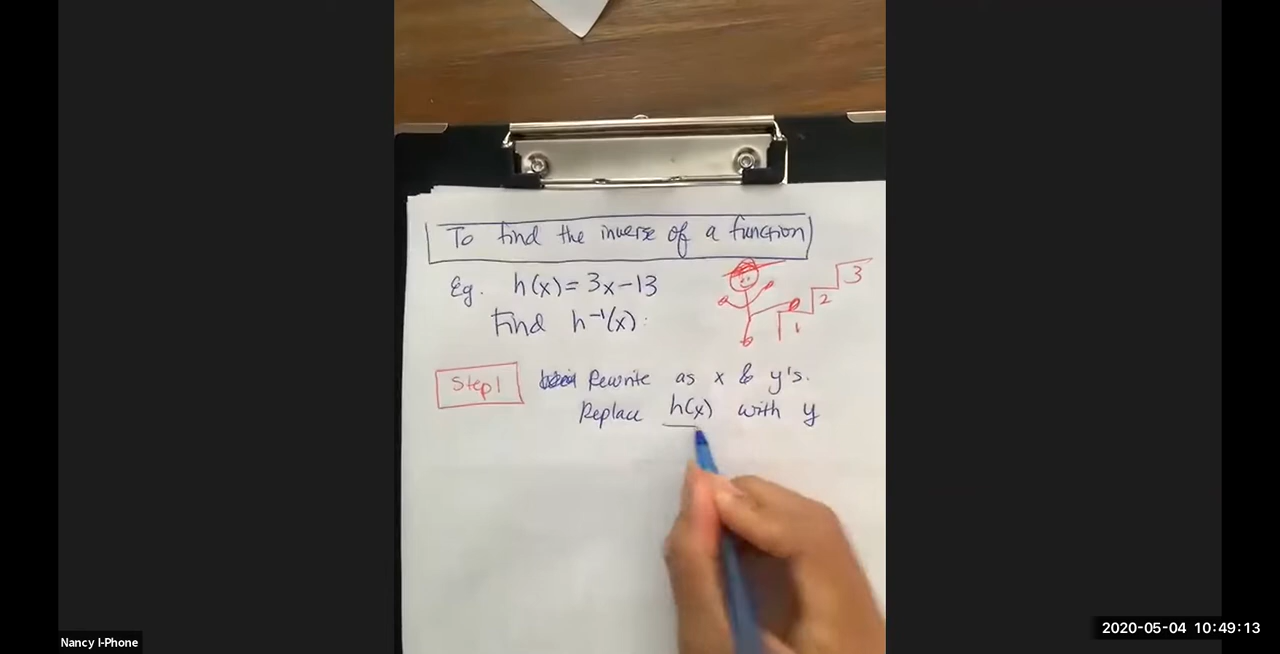 To find the inverse of a function
Eg. h(x) = 3x - 13
Find h⁻¹(x):
1 2 3
Step 1 Rewrite as x & y's.
Replace h(x) with y
Nancy I-Phone
2020-05-04 10:49:13